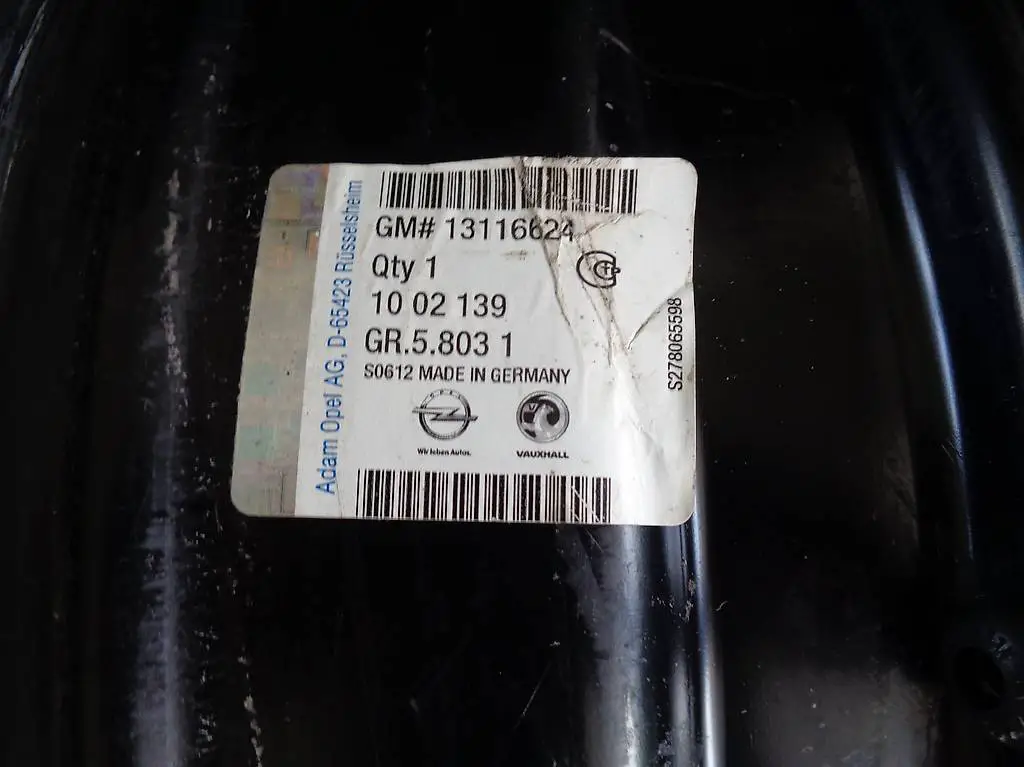 Adam Opel AG, D-65423 Rüsselsheim
GM# 13116624
Qty 1
10 02 139
GR.5.803 1
S0612 MADE IN GERMANY
OPEL
Wir leben Autos.
VAUXHALL
S278065598